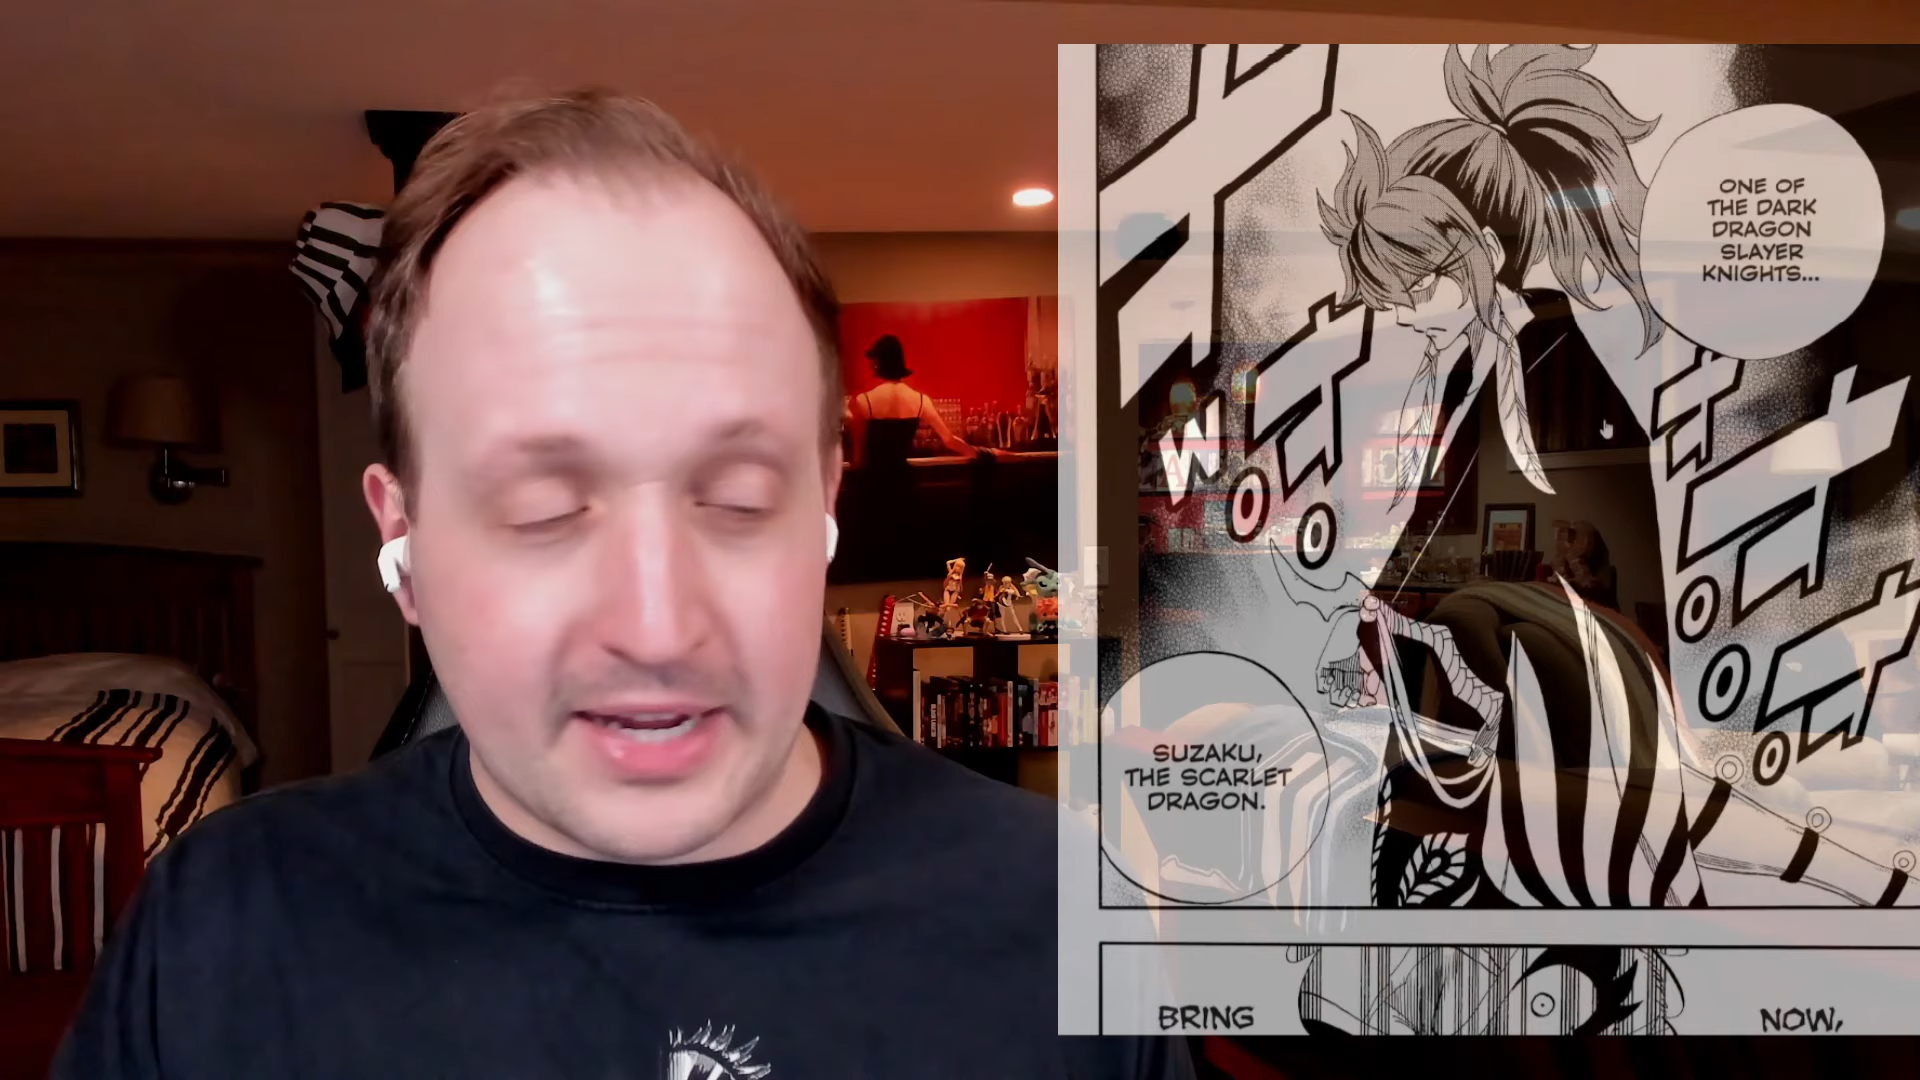 ONE OF
THE DARK
DRAGON
SLAYER
KNIGHTS...
SUZAKU,
THE SCARLET
DRAGON.
BRING
NOW,